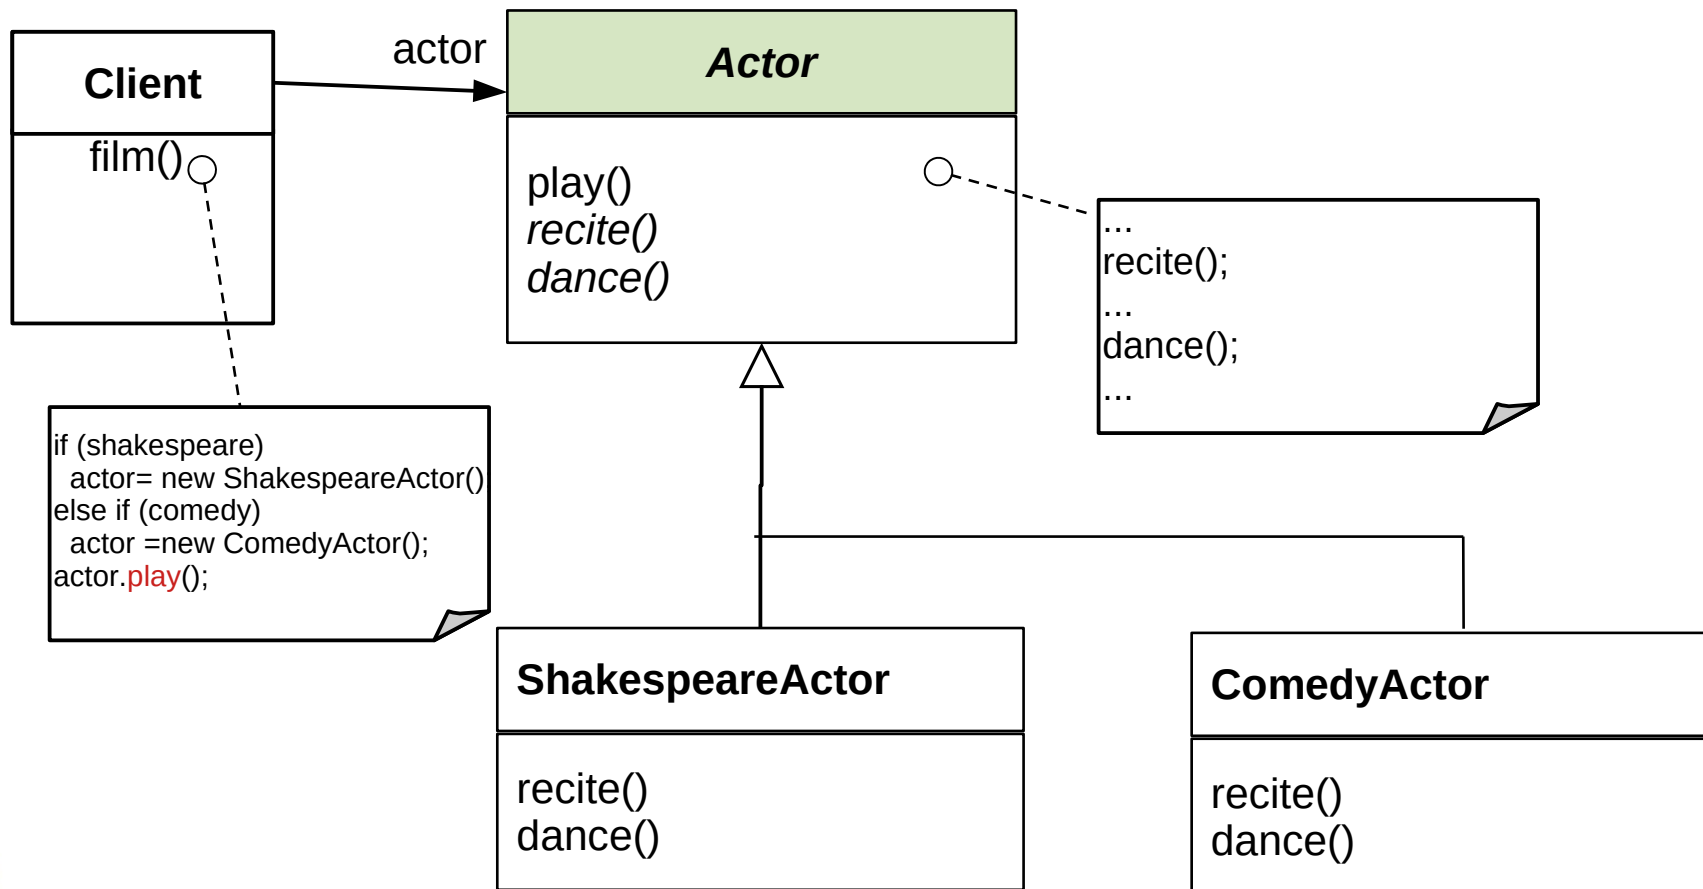 Client
film()
actor
Actor
play()
recite()
dance()
...
recite();
...
dance();
...
if (shakespeare)
actor= new ShakespeareActor()
else if (comedy)
actor =new ComedyActor();
actor.play();
ShakespeareActor
recite()
dance()
ComedyActor
recite()
dance()